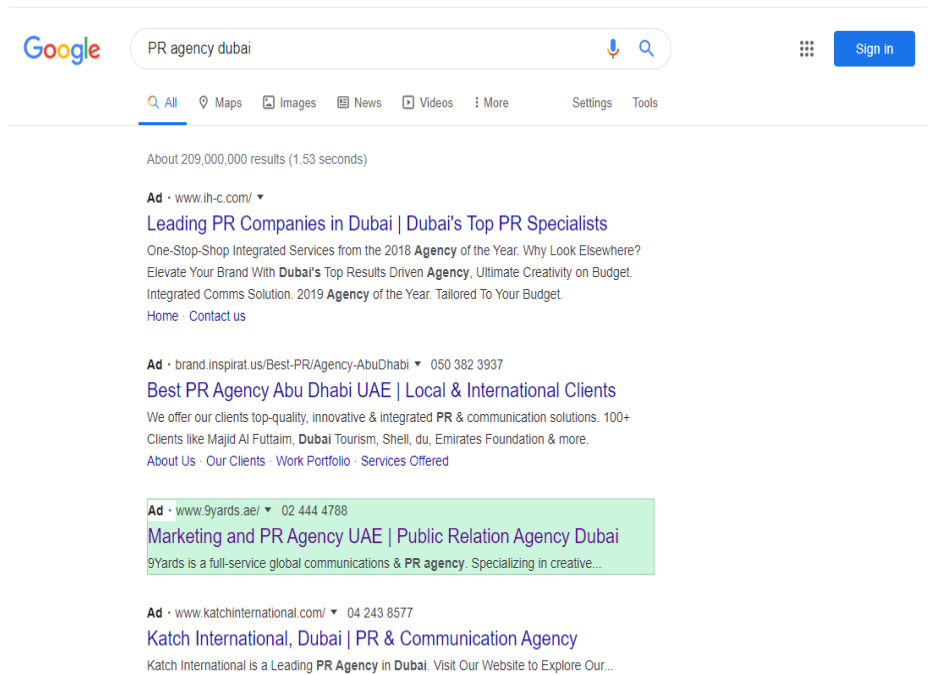 Google
PR agency dubai
Sign in
All Maps Images News Videos More Settings Tools
About 209,000,000 results (1.53 seconds)
Ad · www.ih-c.com/
Leading PR Companies in Dubai | Dubai's Top PR Specialists
One-Stop-Shop Integrated Services from the 2018 Agency of the Year. Why Look Elsewhere?
Elevate Your Brand With Dubai's Top Results Driven Agency, Ultimate Creativity on Budget.
Integrated Comms Solution. 2019 Agency of the Year. Tailored To Your Budget.
Home · Contact us
Ad · brand.inspirat.us/Best-PR/Agency-AbuDhabi 050 382 3937
Best PR Agency Abu Dhabi UAE | Local & International Clients
We offer our clients top-quality, innovative & integrated PR & communication solutions. 100+
Clients like Majid Al Futtaim, Dubai Tourism, Shell, du, Emirates Foundation & more.
About Us · Our Clients · Work Portfolio · Services Offered
Ad · www.9yards.ae/ 02 444 4788
Marketing and PR Agency UAE | Public Relation Agency Dubai
9Yards is a full-service global communications & PR agency. Specializing in creative...
Ad · www.katchinternational.com/ 04 243 8577
Katch International, Dubai | PR & Communication Agency
Katch International is a Leading PR Agency in Dubai. Visit Our Website to Explore Our...